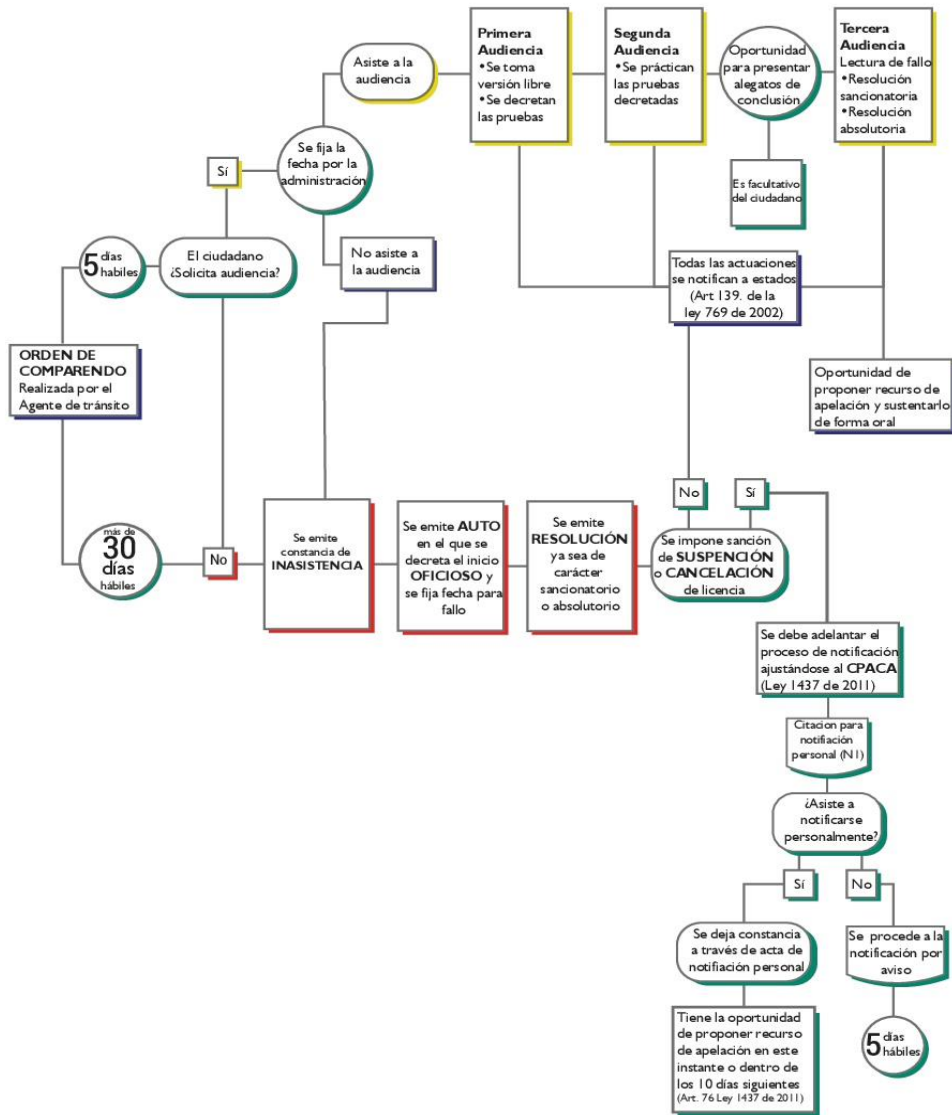 Asiste a la
audiencia
Primera
Audiencia
•Se toma
versión libre
•Se decretan
las pruebas
Segunda
Audiencia
•Se práctican
las pruebas
decretadas
Oportunidad
para presentar
alegatos de
conclusión
Tercera
Audiencia
Lectura de fallo
•Resolución
sancionatoria
•Resolución
absolutoria
Se fija la
fecha por la
administración
Sí
Es facultativo
del ciudadano
5 días
habiles
El ciudadano
¿Solicita audiencia?
No asiste a
la audiencia
Todas las actuaciones
se notifican a estados
(Art 139. de la
ley 769 de 2002)
ORDEN DE
COMPARENDO
Realizada por el
Agente de tránsito
Oportunidad de
proponer recurso de
apelación y sustentarlo
de forma oral
No
Sí
más de
30
días
hábiles
No
Se emite
constancia de
INASISTENCIA
Se emite AUTO
en el que se
decreta el inicio
OFICIOSO y
se fija fecha para
fallo
Se emite
RESOLUCIÓN
ya sea de
carácter
sancionatorio
o absolutorio
Se impone sanción
de SUSPENCIÓN
o CANCELACIÓN
de licencia
Se debe adelantar el
proceso de notificación
ajustándose al CPACA
(Ley 1437 de 2011)
Citacion para
notifiación
personal (N1)
¿Asiste a
notificarse
personalmente?
Sí
No
Se deja constancia
a través de acta de
notifiación personal
Se procede a la
notificación por
aviso
Tiene la oportunidad
de proponer recurso
de apelación en este
instante o dentro de
los 10 días siguientes
(Art. 76 Ley 1437 de 2011)
5 días
hábiles